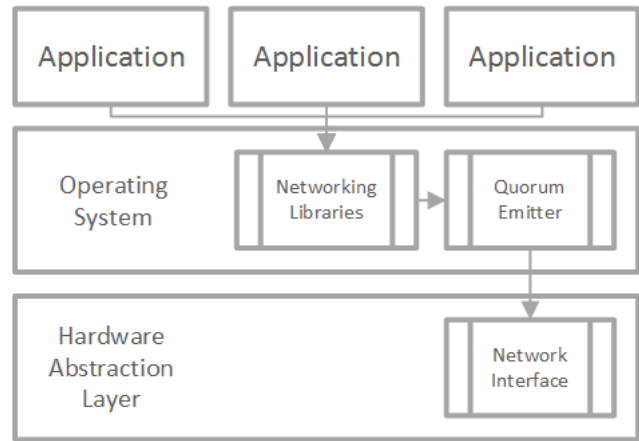 Application
Application
Application
Operating
System
Networking
Libraries
Quorum
Emitter
Hardware
Abstraction
Layer
Network
Interface